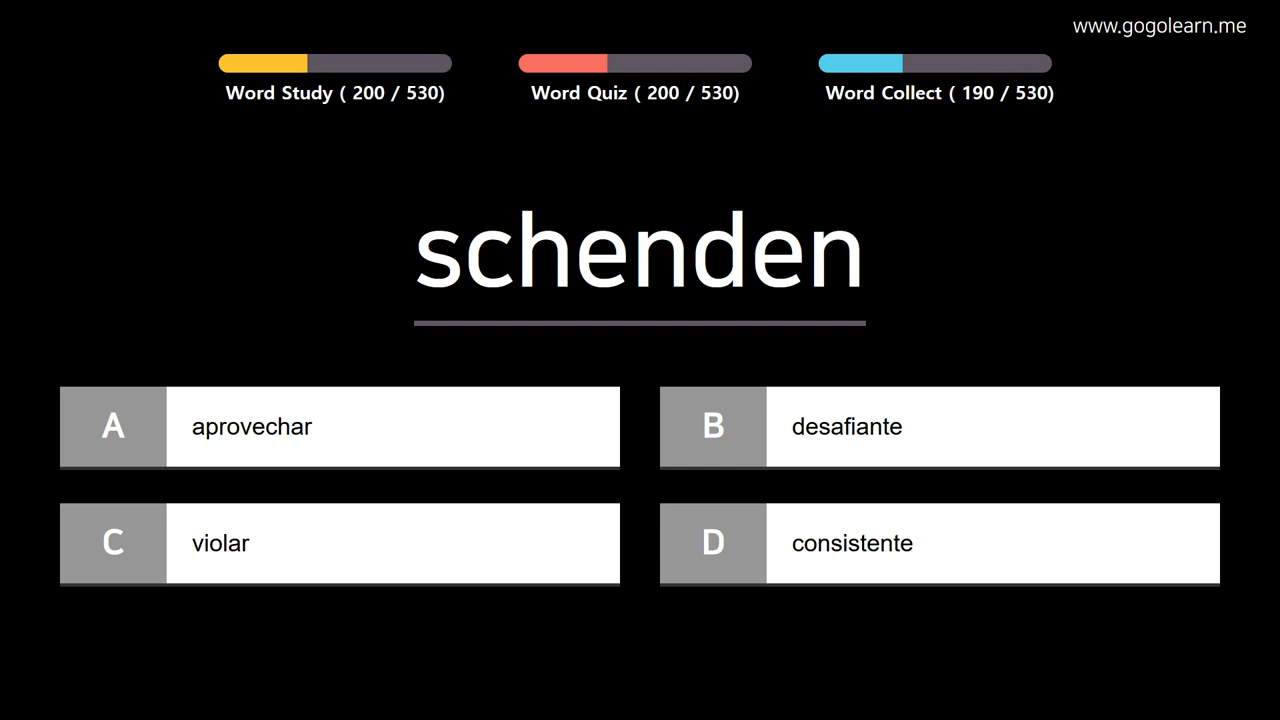 www.gogolearn.me
Word Study ( 200 / 530)
Word Quiz ( 200 / 530)
Word Collect ( 190 / 530)
schenden
A aprovechar
B desafiante
C violar
D consistente